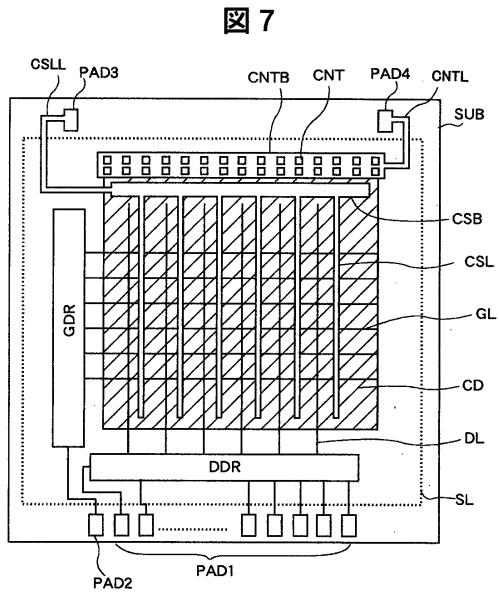 図7
CSLL
PAD3
CNTB
CNT
PAD4
CNTL
SUB
CSB
CSL
GL
CD
DL
SL
GDR
DDR
PAD2
PAD1